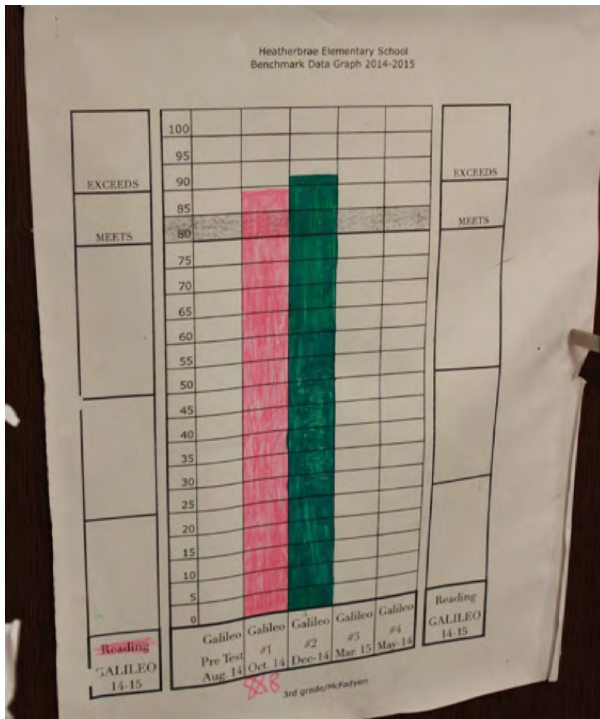 Heatherbrae Elementary School
Benchmark Data Graph 2014-2015
EXCEEDS
MEETS
100
95
90
85
80
75
70
65
60
55
50
45
40
35
30
25
20
15
10
5
0
EXCEEDS
MEETS
Reading
GALILEO
14-15
Galileo
Pre Test
Aug. 14
Galileo
#1
Oct. 14
Galileo
#2
Dec-14
Galileo
#3
Mar. 15
Galileo
#4
May-14
Reading
GALILEO
14-15
3rd grade/McFadyen